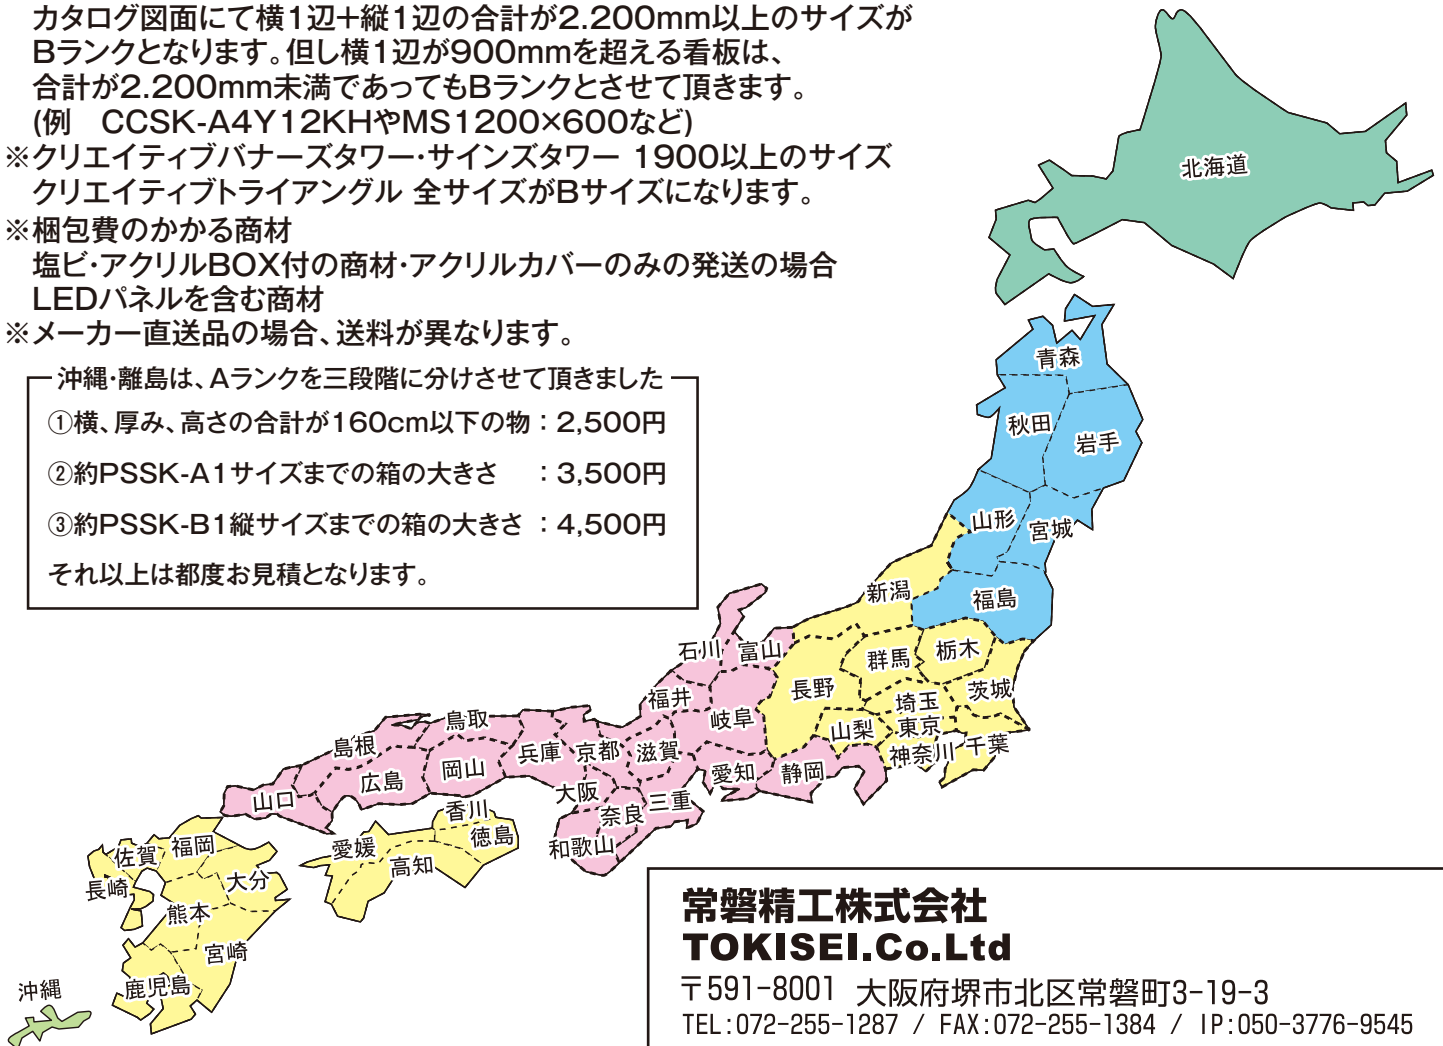 カタログ図面にて横1辺+縦1辺の合計が2.200mm以上のサイズが
Bランクとなります。但し横1辺が900mmを超える看板は、
合計が2.200mm未満であってもBランクとさせて頂きます。
(例　CCSK-A4Y12KHやMS1200×600など)
※クリエイティブバナーズタワー・サインズタワー 1900以上のサイズ
クリエイティブトライアングル 全サイズがBサイズになります。
※梱包費のかかる商材
塩ビ・アクリルBOX付の商材・アクリルカバーのみの発送の場合
LEDパネルを含む商材
※メーカー直送品の場合、送料が異なります。
沖縄・離島は、Aランクを三段階に分けさせて頂きました
①横、厚み、高さの合計が160cm以下の物：2,500円
②約PSSK-A1サイズまでの箱の大きさ　：3,500円
③約PSSK-B1縦サイズまでの箱の大きさ ：4,500円
それ以上は都度お見積となります。
北海道
青森
秋田
岩手
山形
宮城
福島
新潟
石川
富山
群馬
栃木
福井
長野
茨城
岐阜
埼玉
鳥取
山梨
東京
島根
兵庫
京都
滋賀
神奈川
千葉
広島
岡山
愛知
静岡
山口
大阪
三重
香川
奈良
徳島
愛媛
和歌山
高知
佐賀
福岡
長崎
大分
熊本
宮崎
鹿児島
沖縄
常磐精工株式会社
TOKISEI.Co.Ltd
〒591-8001 大阪府堺市北区常磐町3-19-3
TEL:072-255-1287 / FAX:072-255-1384 / IP:050-3776-9545